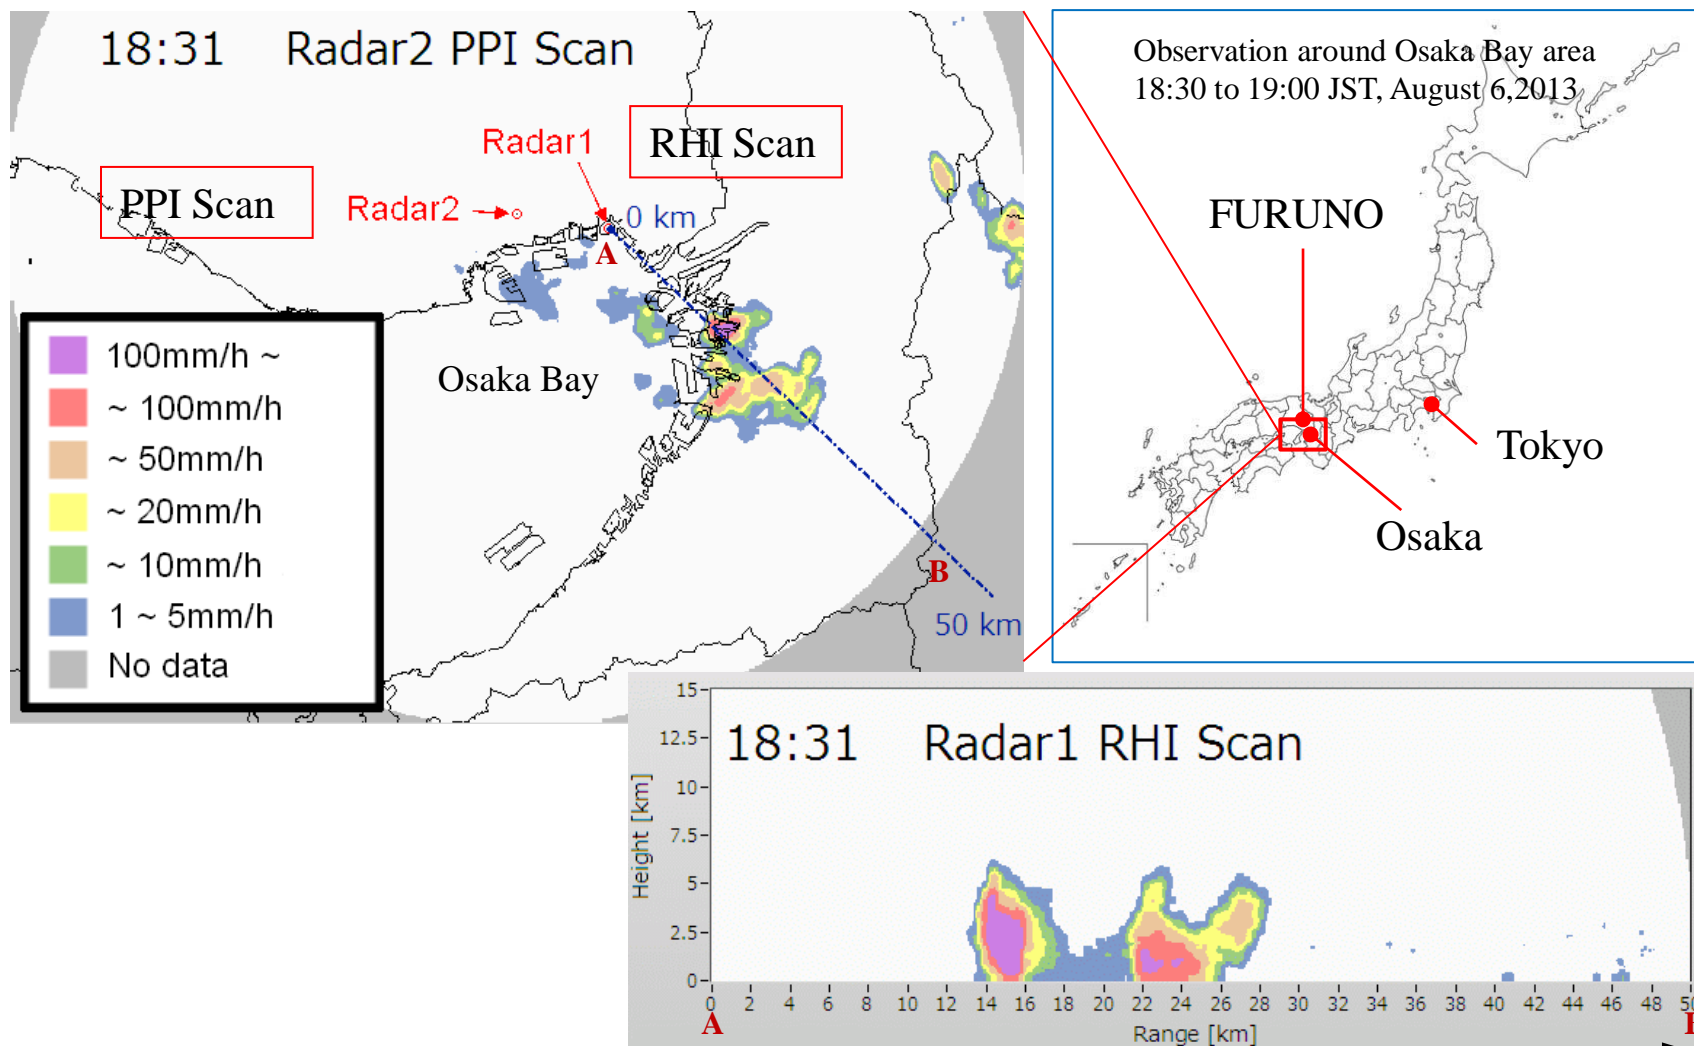 18:31 Radar2 PPI Scan
Radar1
RHI Scan
PPI Scan
Radar2
0 km
A
Osaka Bay
100mm/h ~
~ 100mm/h
~ 50mm/h
~ 20mm/h
~ 10mm/h
1 ~ 5mm/h
No data
B
50 km
Observation around Osaka Bay area
18:30 to 19:00 JST, August 6,2013
FURUNO
Tokyo
Osaka
18:31 Radar1 RHI Scan
Height [km]
15
12.5
10
7.5
5
2.5
0
0 2 4 6 8 10 12 14 16 18 20 22 24 26 28 30 32 34 36 38 40 42 44 46 48 50
A
Range [km]